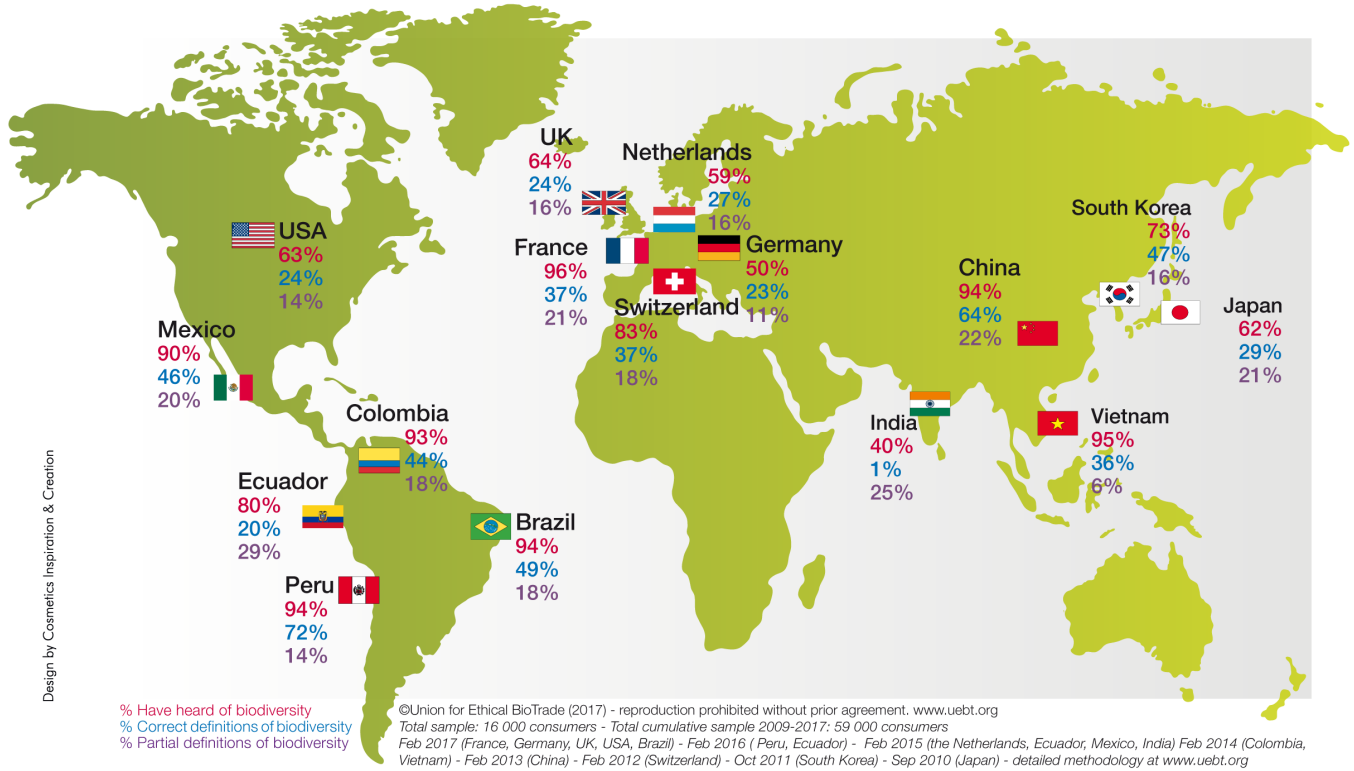 UK
64%
24%
16%
Netherlands
59%
27%
16%
USA
63%
24%
14%
France
96%
37%
21%
Germany
50%
23%
11%
Switzerland
83%
37%
18%
South Korea
73%
47%
16%
China
94%
64%
22%
Japan
62%
29%
21%
Mexico
90%
46%
20%
Colombia
93%
44%
18%
India
40%
1%
25%
Vietnam
95%
36%
6%
Ecuador
80%
20%
29%
Brazil
94%
49%
18%
Peru
94%
72%
14%
Design by Cosmetics Inspiration & Creation
% Have heard of biodiversity
% Correct definitions of biodiversity
% Partial definitions of biodiversity
©Union for Ethical BioTrade (2017) - reproduction prohibited without prior agreement. www.uebt.org
Total sample: 16 000 consumers - Total cumulative sample 2009-2017: 59 000 consumers
Feb 2017 (France, Germany, UK, USA, Brazil) - Feb 2016 ( Peru, Ecuador) - Feb 2015 (the Netherlands, Ecuador, Mexico, India) Feb 2014 (Colombia,
Vietnam) - Feb 2013 (China) - Feb 2012 (Switzerland) - Oct 2011 (South Korea) - Sep 2010 (Japan) - detailed methodology at www.uebt.org